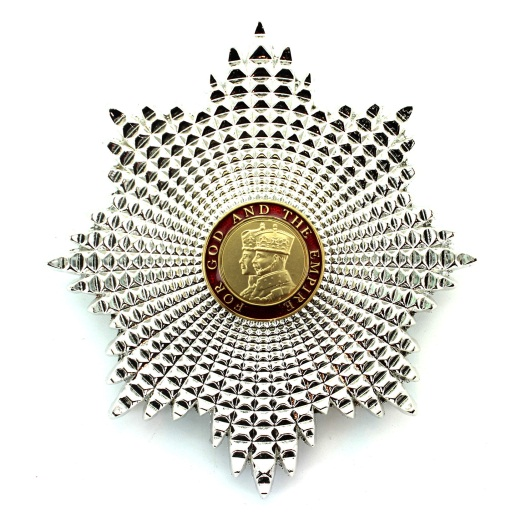 FOR GOD AND THE EMPIRE